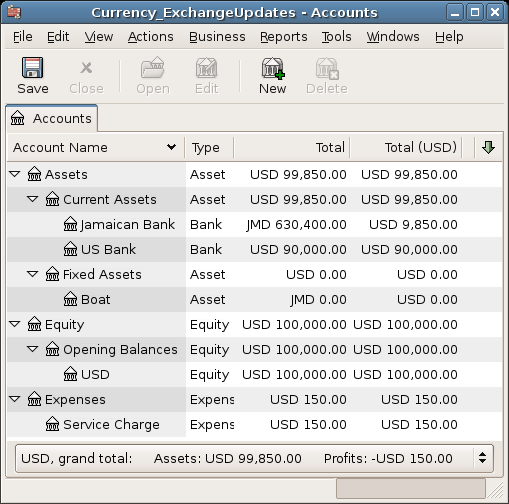 Currency_ExchangeUpdates - Accounts
File Edit View Actions Business Reports Tools Windows Help
Save Close Open Edit New Delete
Accounts
Account Name Type Total Total (USD)
Assets Asset USD 99,850.00 USD 99,850.00
Current Assets Asset USD 99,850.00 USD 99,850.00
Jamaican Bank Bank JMD 630,400.00 USD 9,850.00
US Bank Bank USD 90,000.00 USD 90,000.00
Fixed Assets Asset USD 0.00 USD 0.00
Boat Asset JMD 0.00 USD 0.00
Equity Equity USD 100,000.00 USD 100,000.00
Opening Balances Equity USD 100,000.00 USD 100,000.00
USD Equity USD 100,000.00 USD 100,000.00
Expenses Expens USD 150.00 USD 150.00
Service Charge Expens USD 150.00 USD 150.00
USD, grand total: Assets: USD 99,850.00 Profits: -USD 150.00